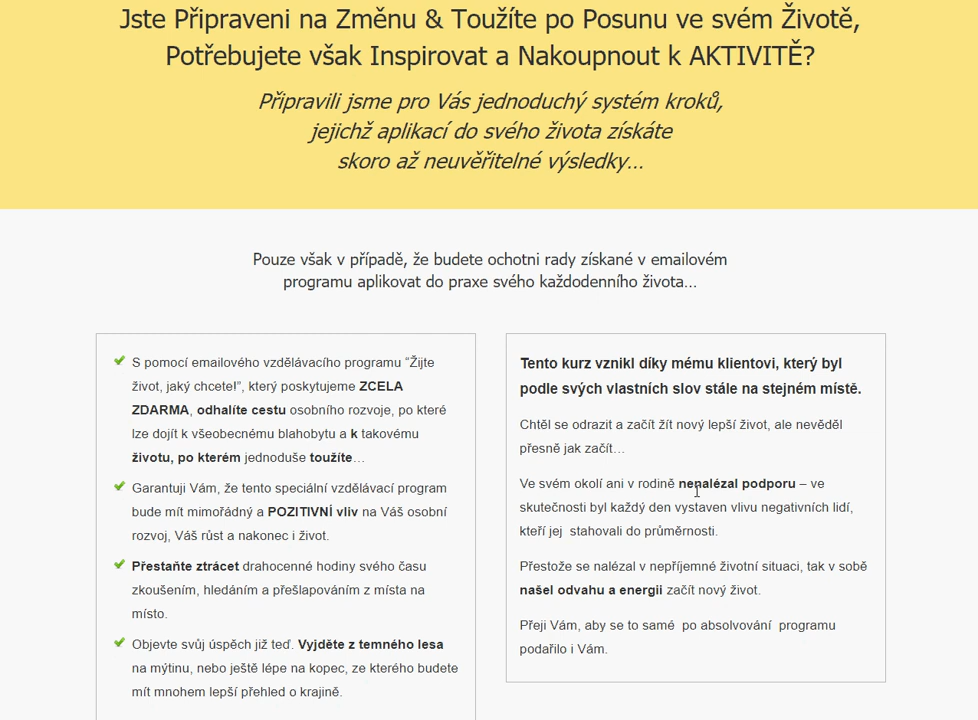 Jste Připraveni na Změnu & Toužíte po Posunu ve svém Životě,
Potřebujete však Inspirovat a Nakoupnout k AKTIVITĚ?
Připravili jsme pro Vás jednoduchý systém kroků,
jejichž aplikací do svého života získáte
skoro až neuvěřitelné výsledky...
Pouze však v případě, že budete ochotni rady získané v emailovém
programu aplikovat do praxe svého každodenního života...
S pomocí emailového vzdělávacího programu “Žijte
život, jaký chcete!”, který poskytujeme ZCELA
ZDARMA, odhalíte cestu osobního rozvoje, po které
lze dojít k všeobecnému blahobytu a k takovému
životu, po kterém jednoduše toužíte…
Garantuji Vám, že tento speciální vzdělávací program
bude mít mimořádný a POZITIVNÍ vliv na Váš osobní
rozvoj, Váš růst a nakonec i život.
Přestaňte ztrácet drahocenné hodiny svého času
zkoušením, hledáním a přešlapováním z místa na
místo.
Objevte svůj úspěch již teď. Vyjděte z temného lesa
na mýtinu, nebo ještě lépe na kopec, ze kterého budete
mít mnohem lepší přehled o krajině.
Tento kurz vznikl díky mému klientovi, který byl
podle svých vlastních slov stále na stejném místě.
Chtěl se odrazit a začít žít nový lepší život, ale nevěděl
přesně jak začít…
Ve svém okolí ani v rodině nenalézal podporu – ve
skutečnosti byl každý den vystaven vlivu negativních lidí,
kteří jej stahovali do průměrnosti.
Přestože se nalézal v nepříjemné životní situaci, tak v sobě
našel odvahu a energii začít nový život.
Přeji Vám, aby se to samé po absolvování programu
podařilo i Vám.